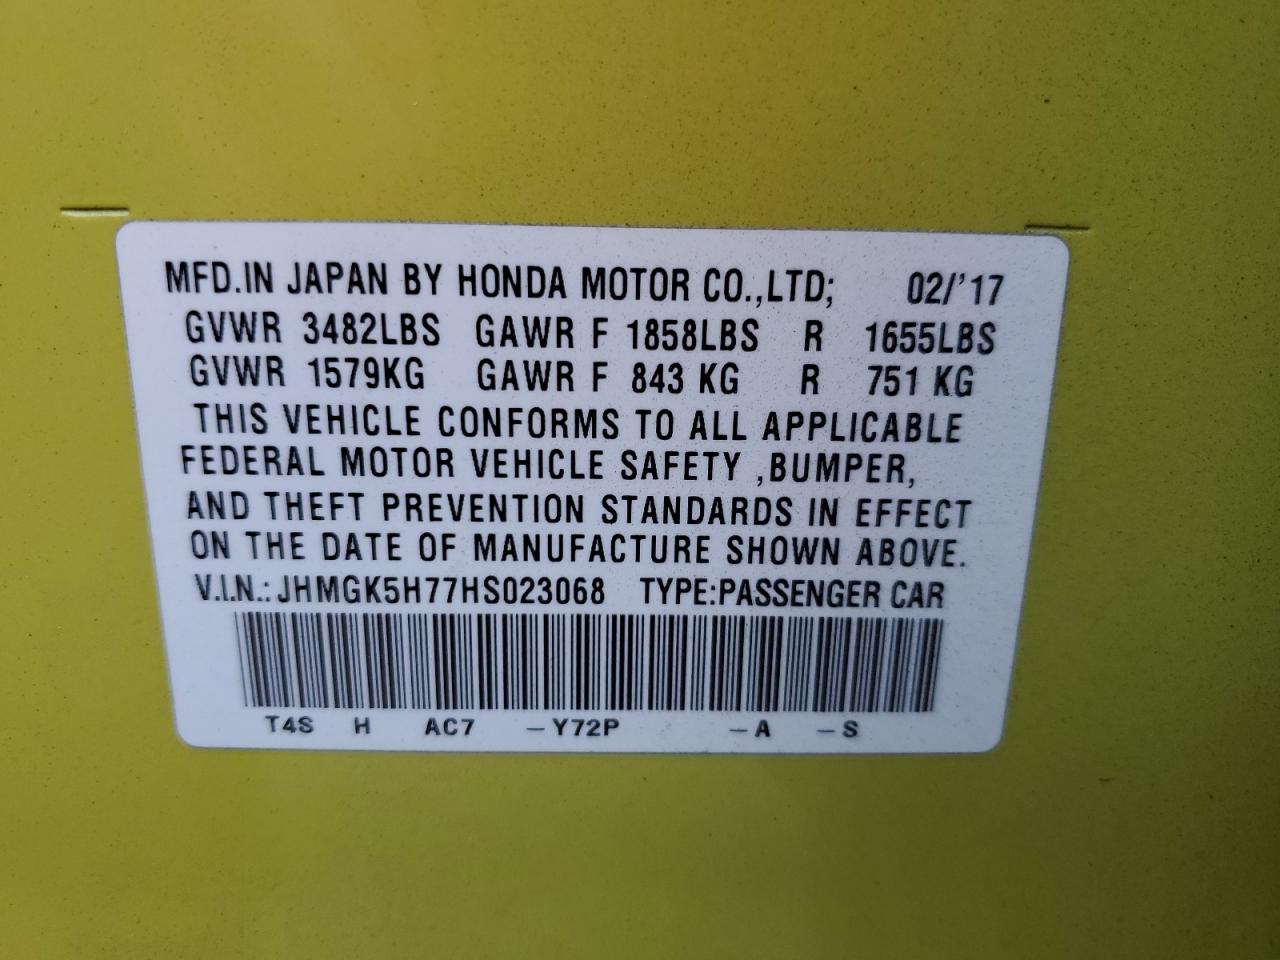 MFD.IN JAPAN BY HONDA MOTOR CO.,LTD; 02/'17
GVWR 3482LBS GAWR F 1858LBS R 1655LBS
GVWR 1579KG GAWR F 843 KG R 751 KG
THIS VEHICLE CONFORMS TO ALL APPLICABLE
FEDERAL MOTOR VEHICLE SAFETY ,BUMPER,
AND THEFT PREVENTION STANDARDS IN EFFECT
ON THE DATE OF MANUFACTURE SHOWN ABOVE.
V.I.N.: JHMGK5H77HS023068 TYPE:PASSENGER CAR
T4S H AC7 -Y72P -A -S